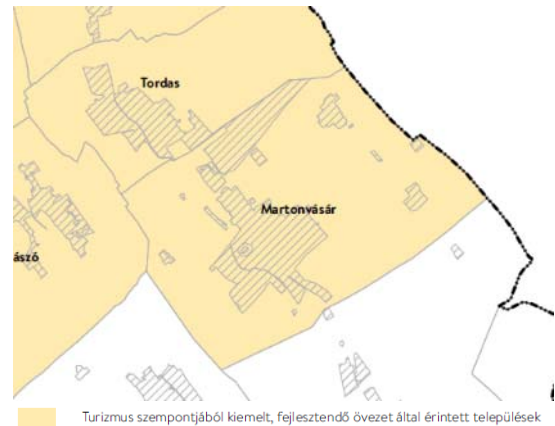 Tordas
Martonvásár
ászó
Turizmus szempontjából kiemelt, fejlesztendő övezet által érintett települések